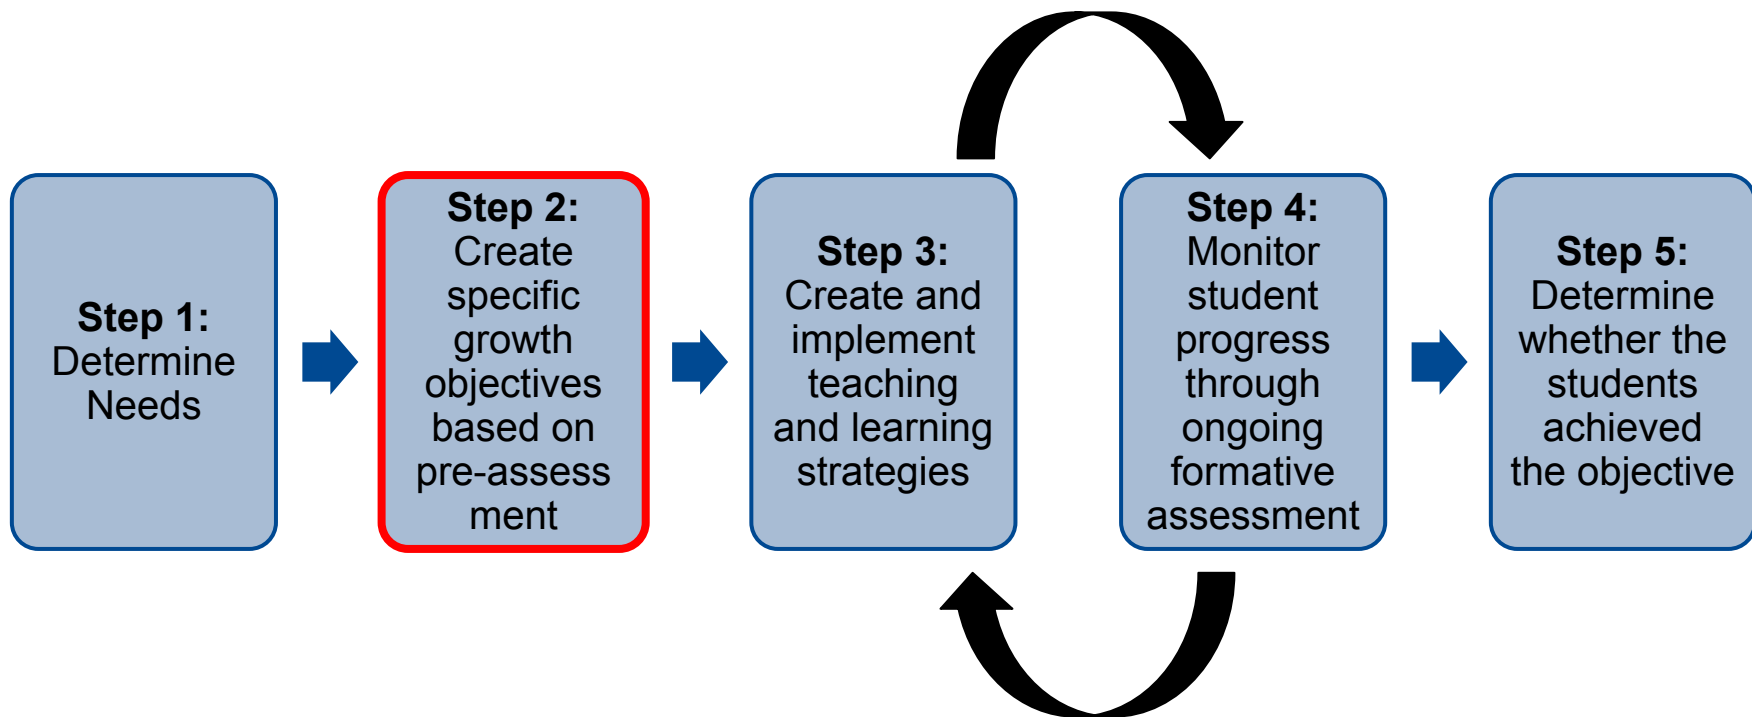 Step 1:
Determine
Needs
Step 2:
Create
specific
growth
objectives
based on
pre-assess
ment
Step 3:
Create and
implement
teaching
and learning
strategies
Step 4:
Monitor
student
progress
through
ongoing
formative
assessment
Step 5:
Determine
whether the
students
achieved
the objective